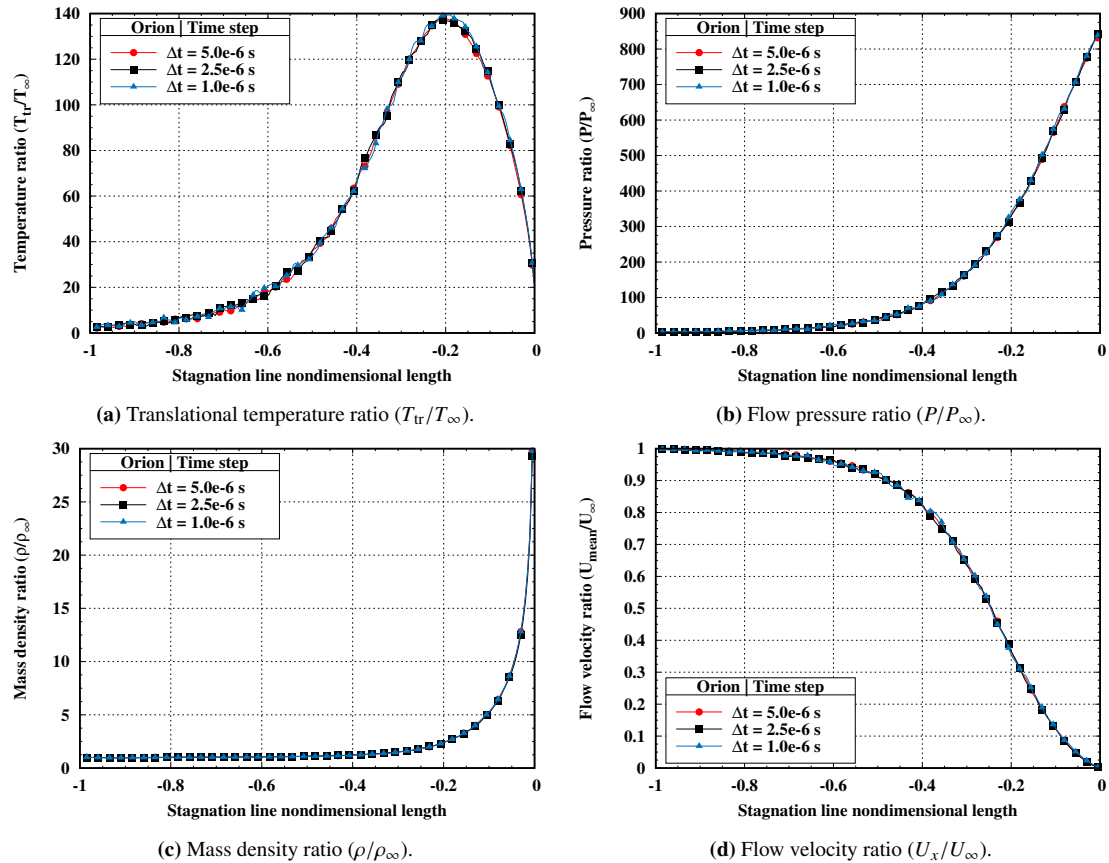 Temperature ratio (T_tr/T_∞)
140
120
100
80
60
40
20
0
Orion | Time step
Δt = 5.0e-6 s
Δt = 2.5e-6 s
Δt = 1.0e-6 s
-1 -0.8 -0.6 -0.4 -0.2 0
Stagnation line nondimensional length
(a) Translational temperature ratio (T_tr/T_∞).
Pressure ratio (P/P_∞)
900
800
700
600
500
400
300
200
100
0
Orion | Time step
Δt = 5.0e-6 s
Δt = 2.5e-6 s
Δt = 1.0e-6 s
-1 -0.8 -0.6 -0.4 -0.2 0
Stagnation line nondimensional length
(b) Flow pressure ratio (P/P_∞).
Mass density ratio (ρ/ρ_∞)
30
25
20
15
10
5
0
Orion | Time step
Δt = 5.0e-6 s
Δt = 2.5e-6 s
Δt = 1.0e-6 s
-1 -0.8 -0.6 -0.4 -0.2 0
Stagnation line nondimensional length
(c) Mass density ratio (ρ/ρ_∞).
Flow velocity ratio (U_mean/U_∞)
1
0.9
0.8
0.7
0.6
0.5
0.4
0.3
0.2
0.1
0
Orion | Time step
Δt = 5.0e-6 s
Δt = 2.5e-6 s
Δt = 1.0e-6 s
-1 -0.8 -0.6 -0.4 -0.2 0
Stagnation line nondimensional length
(d) Flow velocity ratio (U_x/U_∞).